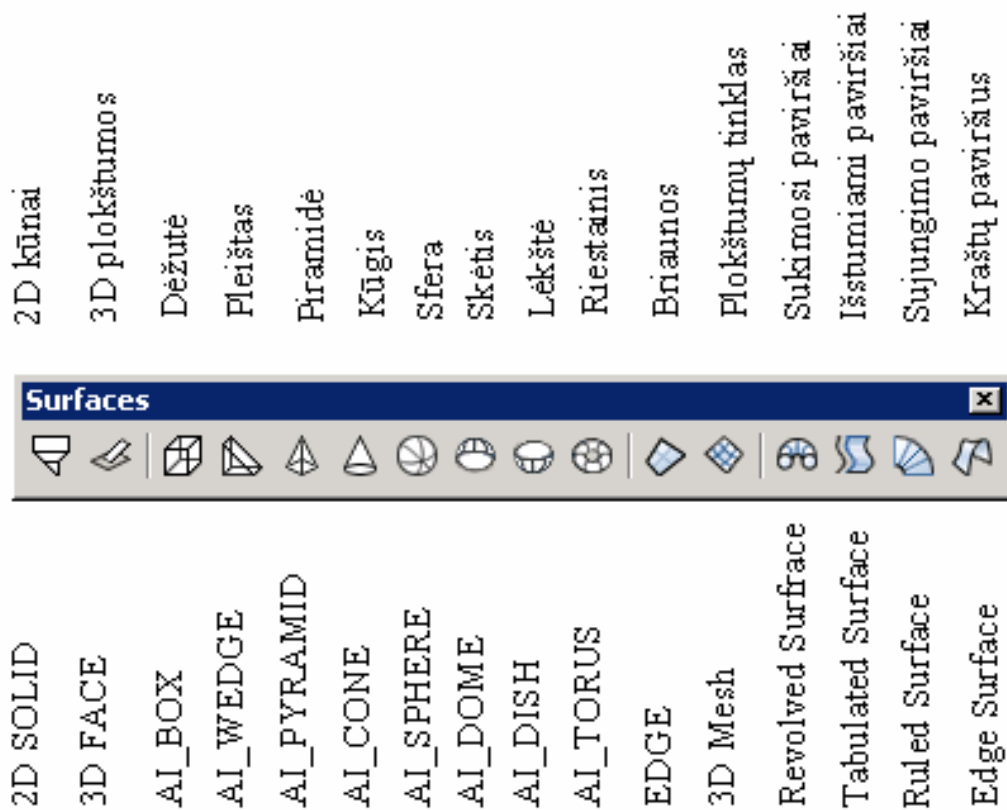 2D kūnai
3D plokštumos
Dėžutė
Pleištas
Piramidė
Kūgis
Sfera
Skėtis
Lėkštė
Riestainis
Briaunos
Plokštumų tinklas
Sukimosi paviršiai
Išstumiami paviršiai
Sujungimo paviršiai
Kraštų paviršius
Surfaces
2D SOLID
3D FACE
AI_BOX
AI_WEDGE
AI_PYRAMID
AI_CONE
AI_SPHERE
AI_DOME
AI_DISH
AI_TORUS
EDGE
3D Mesh
Revolved Surfrace
Tabulated Surface
Ruled Surface
Edge Surface